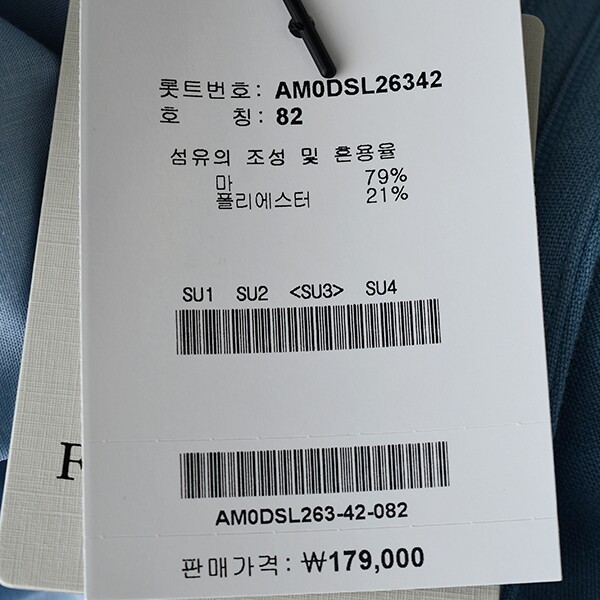 롯트번호: AM0DSL26342
호 칭: 82
섬유의 조성 및 혼용율
마 79%
폴리에스터 21%
SU1 SU2 <SU3> SU4
AM0DSL263-42-082
판매가격: ₩179,000